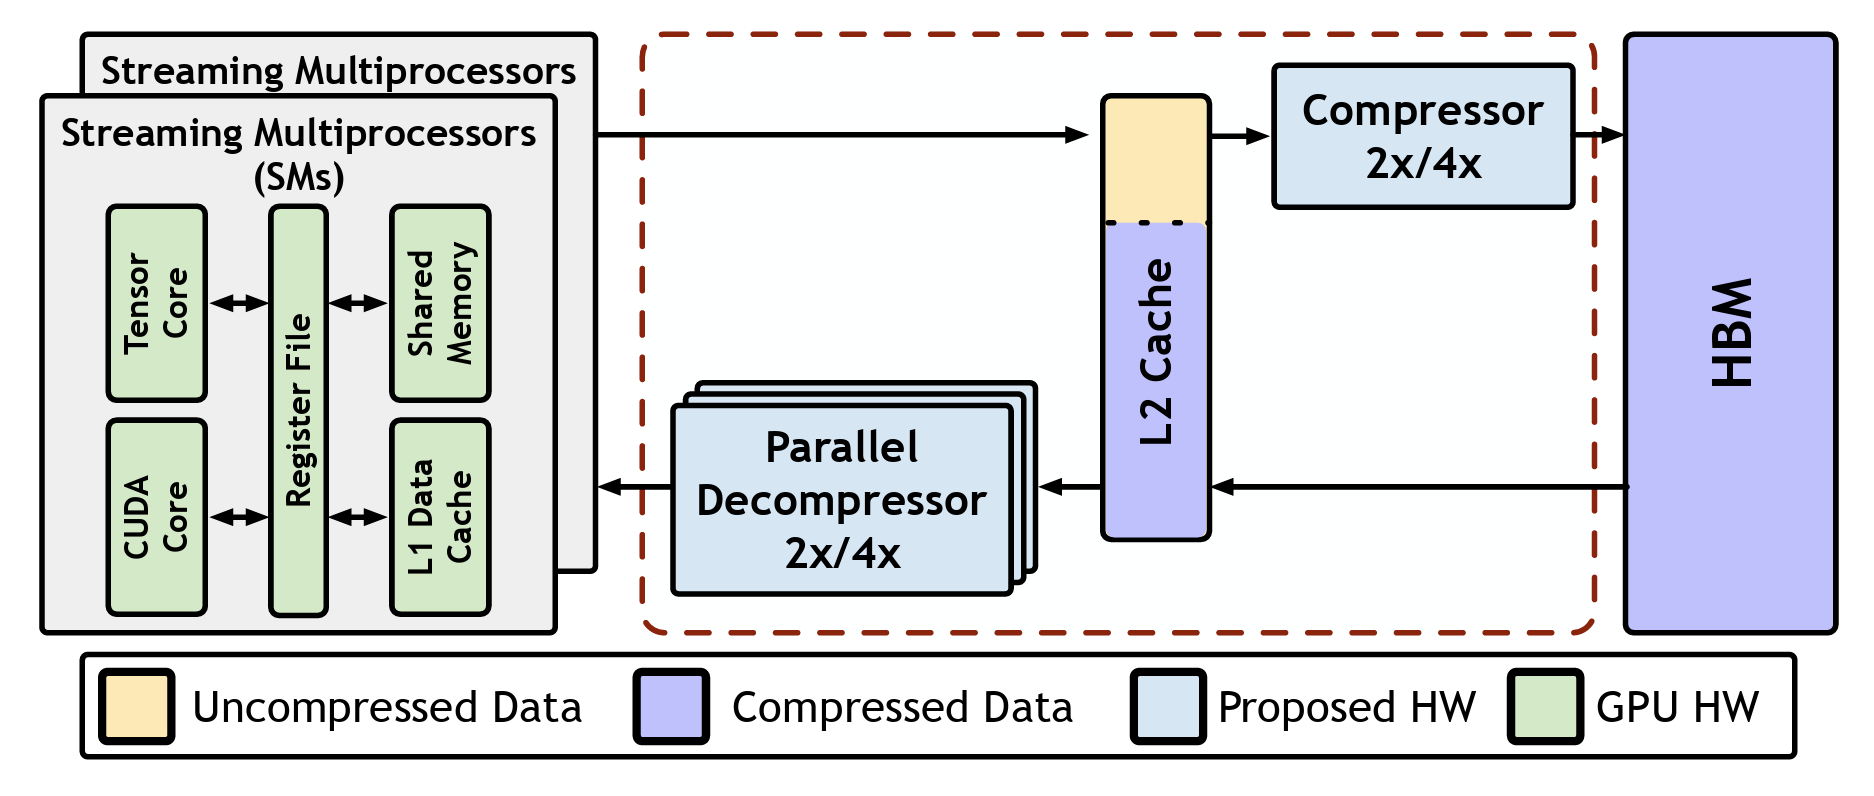 Streaming Multiprocessors
Streaming Multiprocessors
(SMs)
Tensor
Core
Register File
Shared
Memory
CUDA
Core
L1 Data
Cache
Parallel
Decompressor
2x/4x
L2 Cache
Compressor
2x/4x
HBM
Uncompressed Data
Compressed Data
Proposed HW
GPU HW